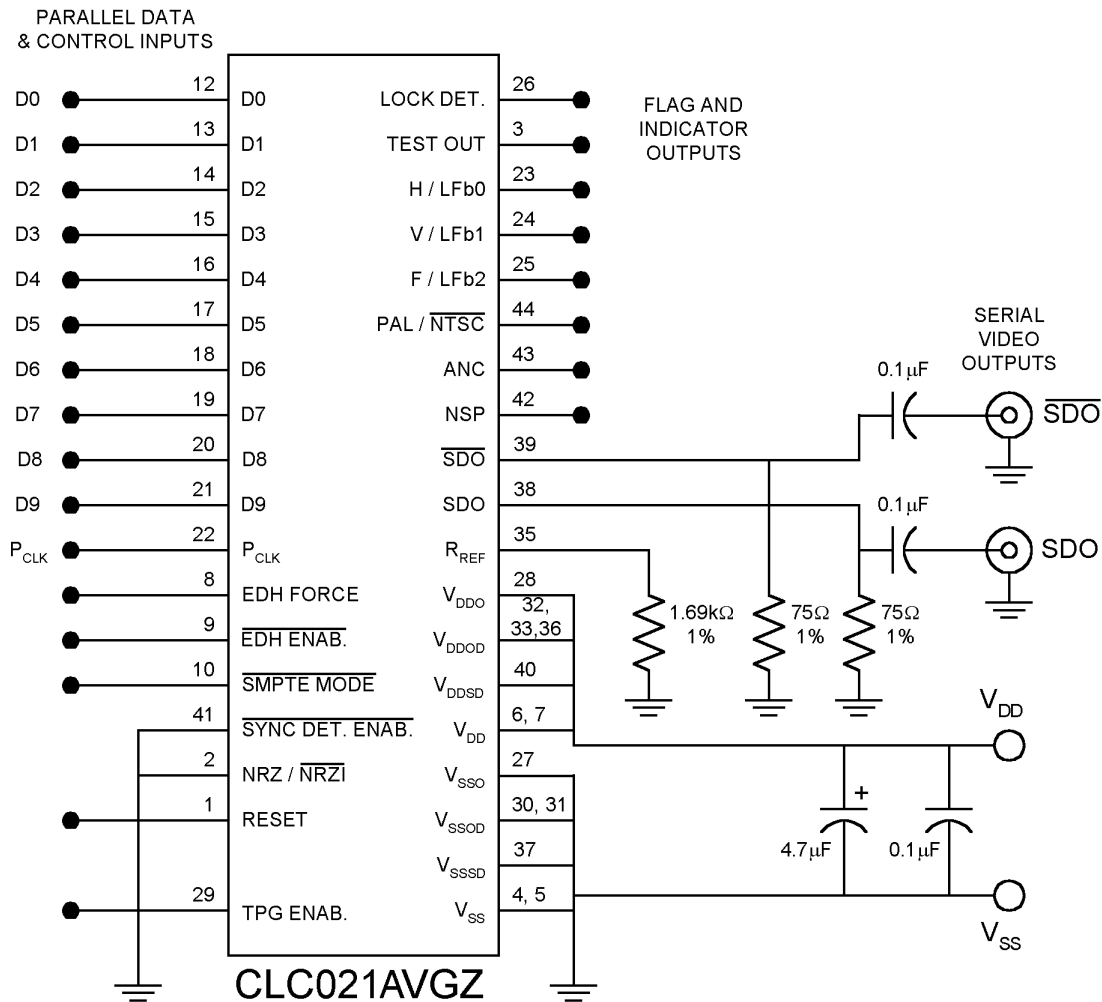 PARALLEL DATA
& CONTROL INPUTS
D0 12 D0
D1 13 D1
D2 14 D2
D3 15 D3
D4 16 D4
D5 17 D5
D6 18 D6
D7 19 D7
D8 20 D8
D9 21 D9
PCLK 22 PCLK
8 EDH FORCE
9 EDH ENAB.
10 SMPTE MODE
41 SYNC DET. ENAB.
2 NRZ / NRZI
1 RESET
29 TPG ENAB.
LOCK DET. 26
TEST OUT 3
H / LFb0 23
V / LFb1 24
F / LFb2 25
PAL / NTSC 44
ANC 43
NSP 42
SDO 39
SDO 38
RREF 35
VDDO 28
32,
VDDOD 33,36
VDDSD 40
VDD 6, 7
VSSO 27
VSSOD 30, 31
VSSSD 37
VSS 4, 5
CLC021AVGZ
FLAG AND
INDICATOR
OUTPUTS
SERIAL
VIDEO
OUTPUTS
0.1µF
SDO
0.1µF
SDO
1.69kΩ
1%
75Ω
1%
75Ω
1%
VDD
+
4.7µF
0.1µF
VSS